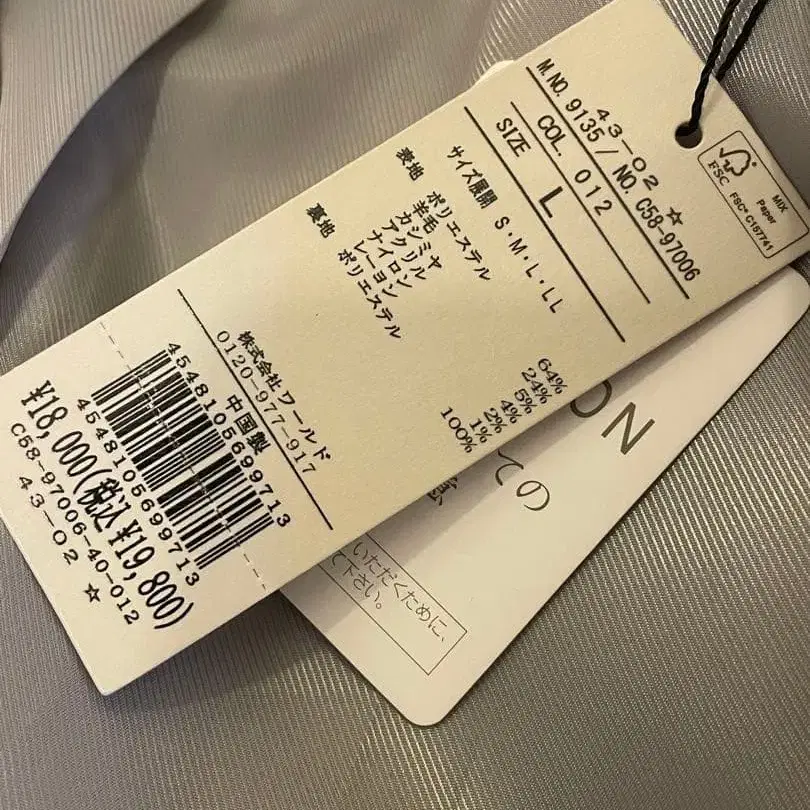 43-02 ☆
M.NO. 9135 / NO. C58-97006
COL. 012
SIZE L
サイズ展開 S・M・L・LL
表地 ポリエステル 64%
羊毛 24%
カシミヤ 5%
アクリル 4%
ナイロン 2%
レーヨン 1%
裏地 ポリエステル 100%
株式会社ワールド
0120-977-917
中国製
4548105699713
4548105699713
¥18,000(税込¥19,800)
C58-97006-40-012
43-02 ☆
FSC
MIX
Paper
FSC® C157741
ON
ての
いただくために、
て下さい。